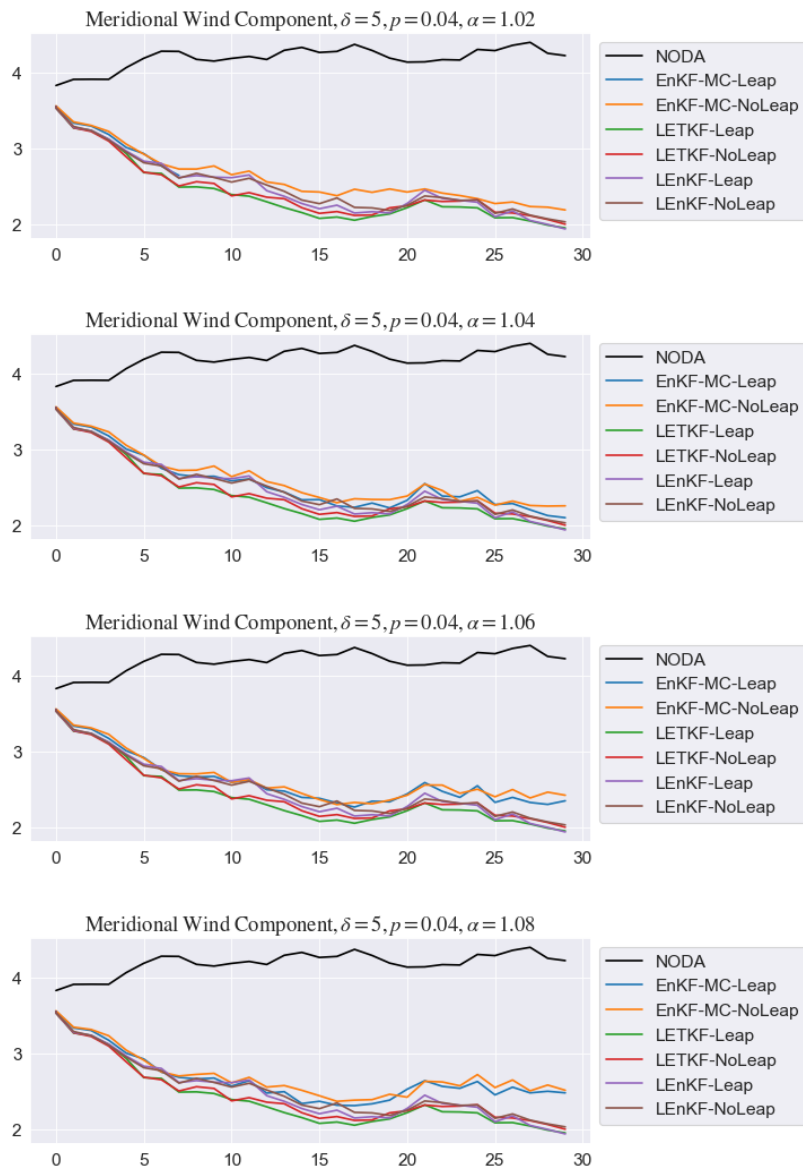 Meridional Wind Component, δ = 5, p = 0.04, α = 1.02
4
3
2
0 5 10 15 20 25 30
NODA
EnKF-MC-Leap
EnKF-MC-NoLeap
LETKF-Leap
LETKF-NoLeap
LEnKF-Leap
LEnKF-NoLeap
Meridional Wind Component, δ = 5, p = 0.04, α = 1.04
4
3
2
0 5 10 15 20 25 30
NODA
EnKF-MC-Leap
EnKF-MC-NoLeap
LETKF-Leap
LETKF-NoLeap
LEnKF-Leap
LEnKF-NoLeap
Meridional Wind Component, δ = 5, p = 0.04, α = 1.06
4
3
2
0 5 10 15 20 25 30
NODA
EnKF-MC-Leap
EnKF-MC-NoLeap
LETKF-Leap
LETKF-NoLeap
LEnKF-Leap
LEnKF-NoLeap
Meridional Wind Component, δ = 5, p = 0.04, α = 1.08
4
3
2
0 5 10 15 20 25 30
NODA
EnKF-MC-Leap
EnKF-MC-NoLeap
LETKF-Leap
LETKF-NoLeap
LEnKF-Leap
LEnKF-NoLeap